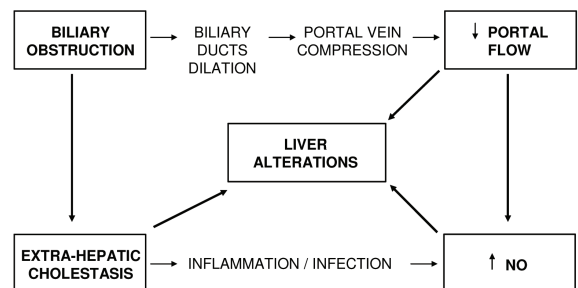 BILIARY
OBSTRUCTION
BILIARY
DUCTS
DILATION
PORTAL VEIN
COMPRESSION
↓ PORTAL
FLOW
LIVER
ALTERATIONS
EXTRA-HEPATIC
CHOLESTASIS
INFLAMMATION / INFECTION
↑ NO